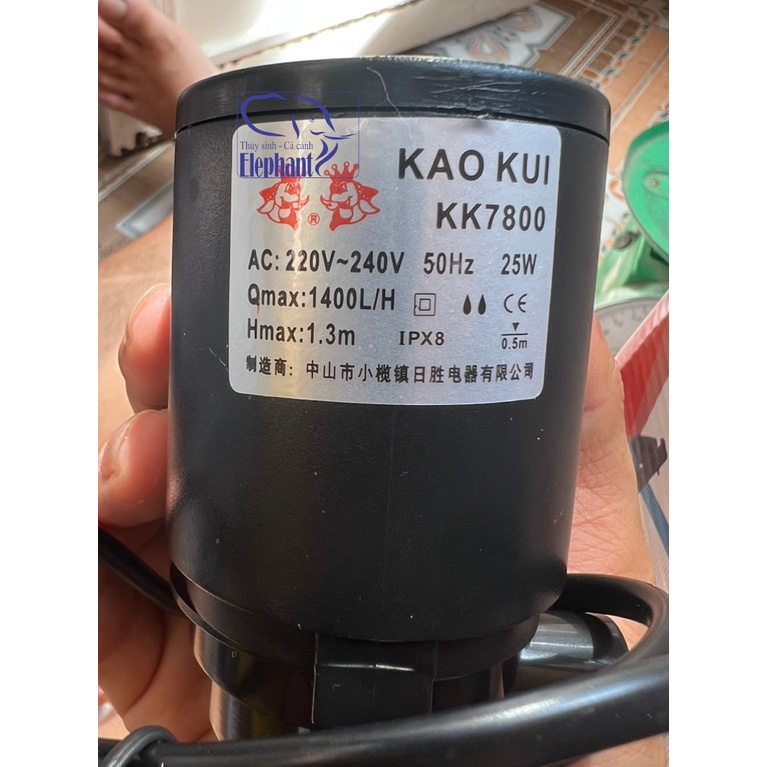 Thủy sinh - Cá cảnh
Elephant
KAO KUI
®
KK7800
AC: 220V~240V 50Hz 25W
Qmax:1400L/H CE
Hmax:1.3m IPX8 0.5m
制造商: 中山市小榄镇日胜电器有限公司